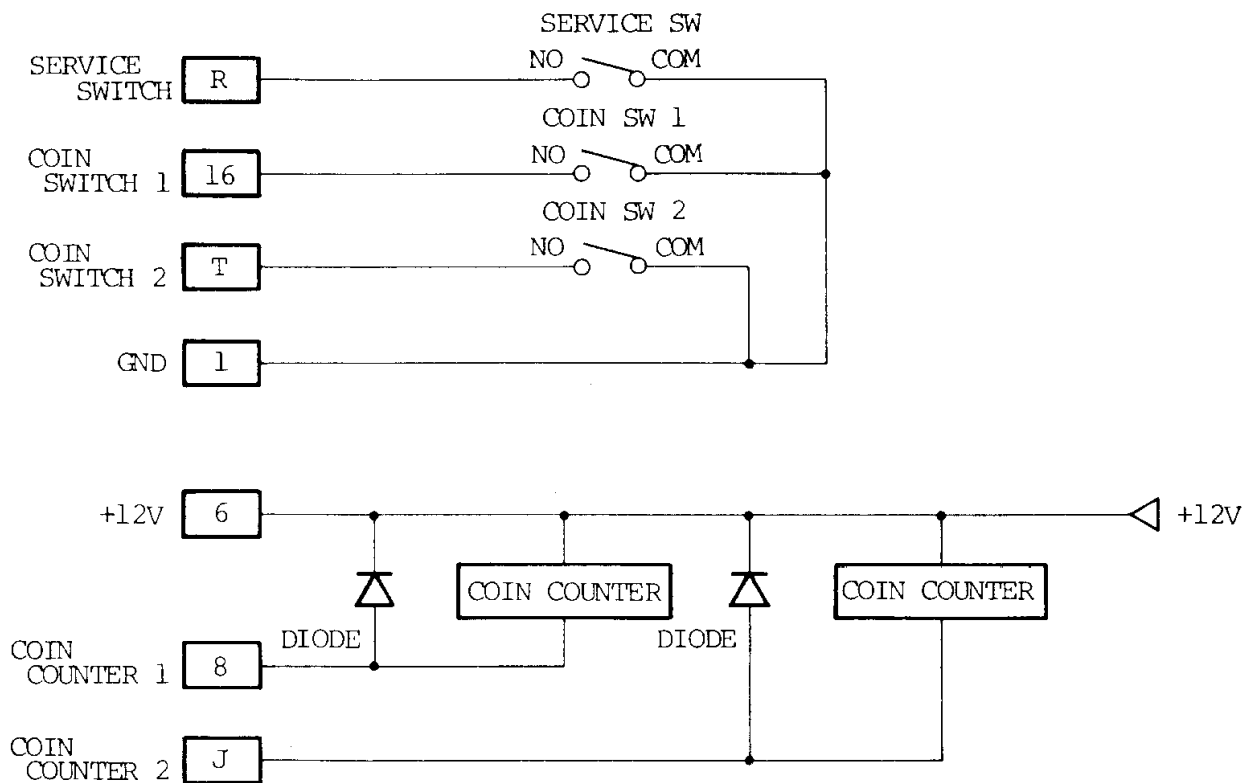 SERVICE SW
SERVICE
SWITCH R NO COM
COIN SW 1
COIN
SWITCH 1 16 NO COM
COIN SW 2
COIN
SWITCH 2 T NO COM
GND 1
+12V 6 +12V
COIN COUNTER COIN COUNTER
DIODE DIODE
COIN
COUNTER 1 8
COIN
COUNTER 2 J